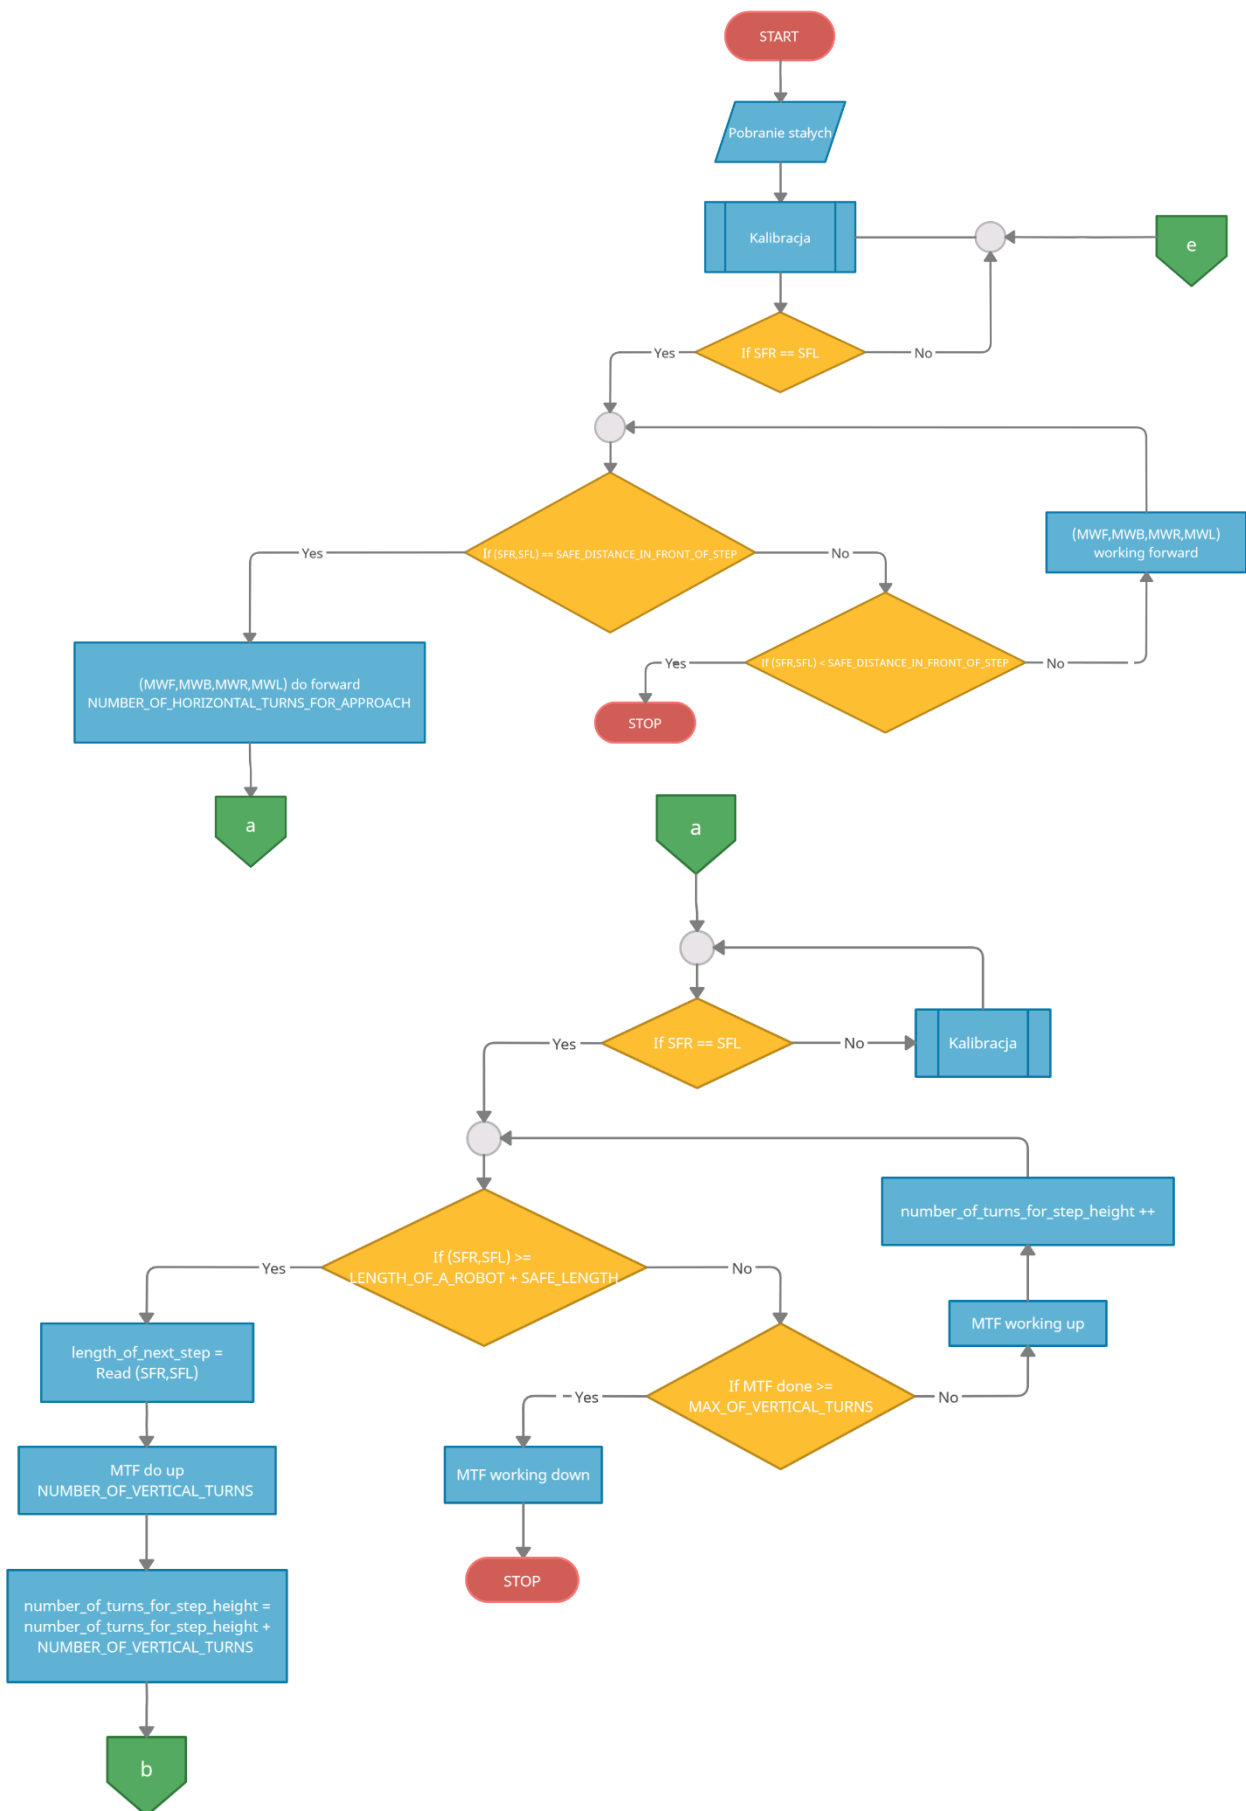 START
Pobranie stałych
Kalibracja
e
If SFR == SFL
Yes
No
If (SFR,SFL) == SAFE_DISTANCE_IN_FRONT_OF_STEP
Yes
No
(MWF,MWB,MWR,MWL)
working forward
(MWF,MWB,MWR,MWL) do forward
NUMBER_OF_HORIZONTAL_TURNS_FOR_APPROACH
If (SFR,SFL) < SAFE_DISTANCE_IN_FRONT_OF_STEP
Yes
No
STOP
a
a
If SFR == SFL
Yes
No
Kalibracja
number_of_turns_for_step_height ++
If (SFR,SFL) >=
LENGTH_OF_A_ROBOT + SAFE_LENGTH
Yes
No
MTF working up
length_of_next_step =
Read (SFR,SFL)
If MTF done >=
MAX_OF_VERTICAL_TURNS
Yes
No
MTF do up
NUMBER_OF_VERTICAL_TURNS
MTF working down
STOP
number_of_turns_for_step_height =
number_of_turns_for_step_height +
NUMBER_OF_VERTICAL_TURNS
b